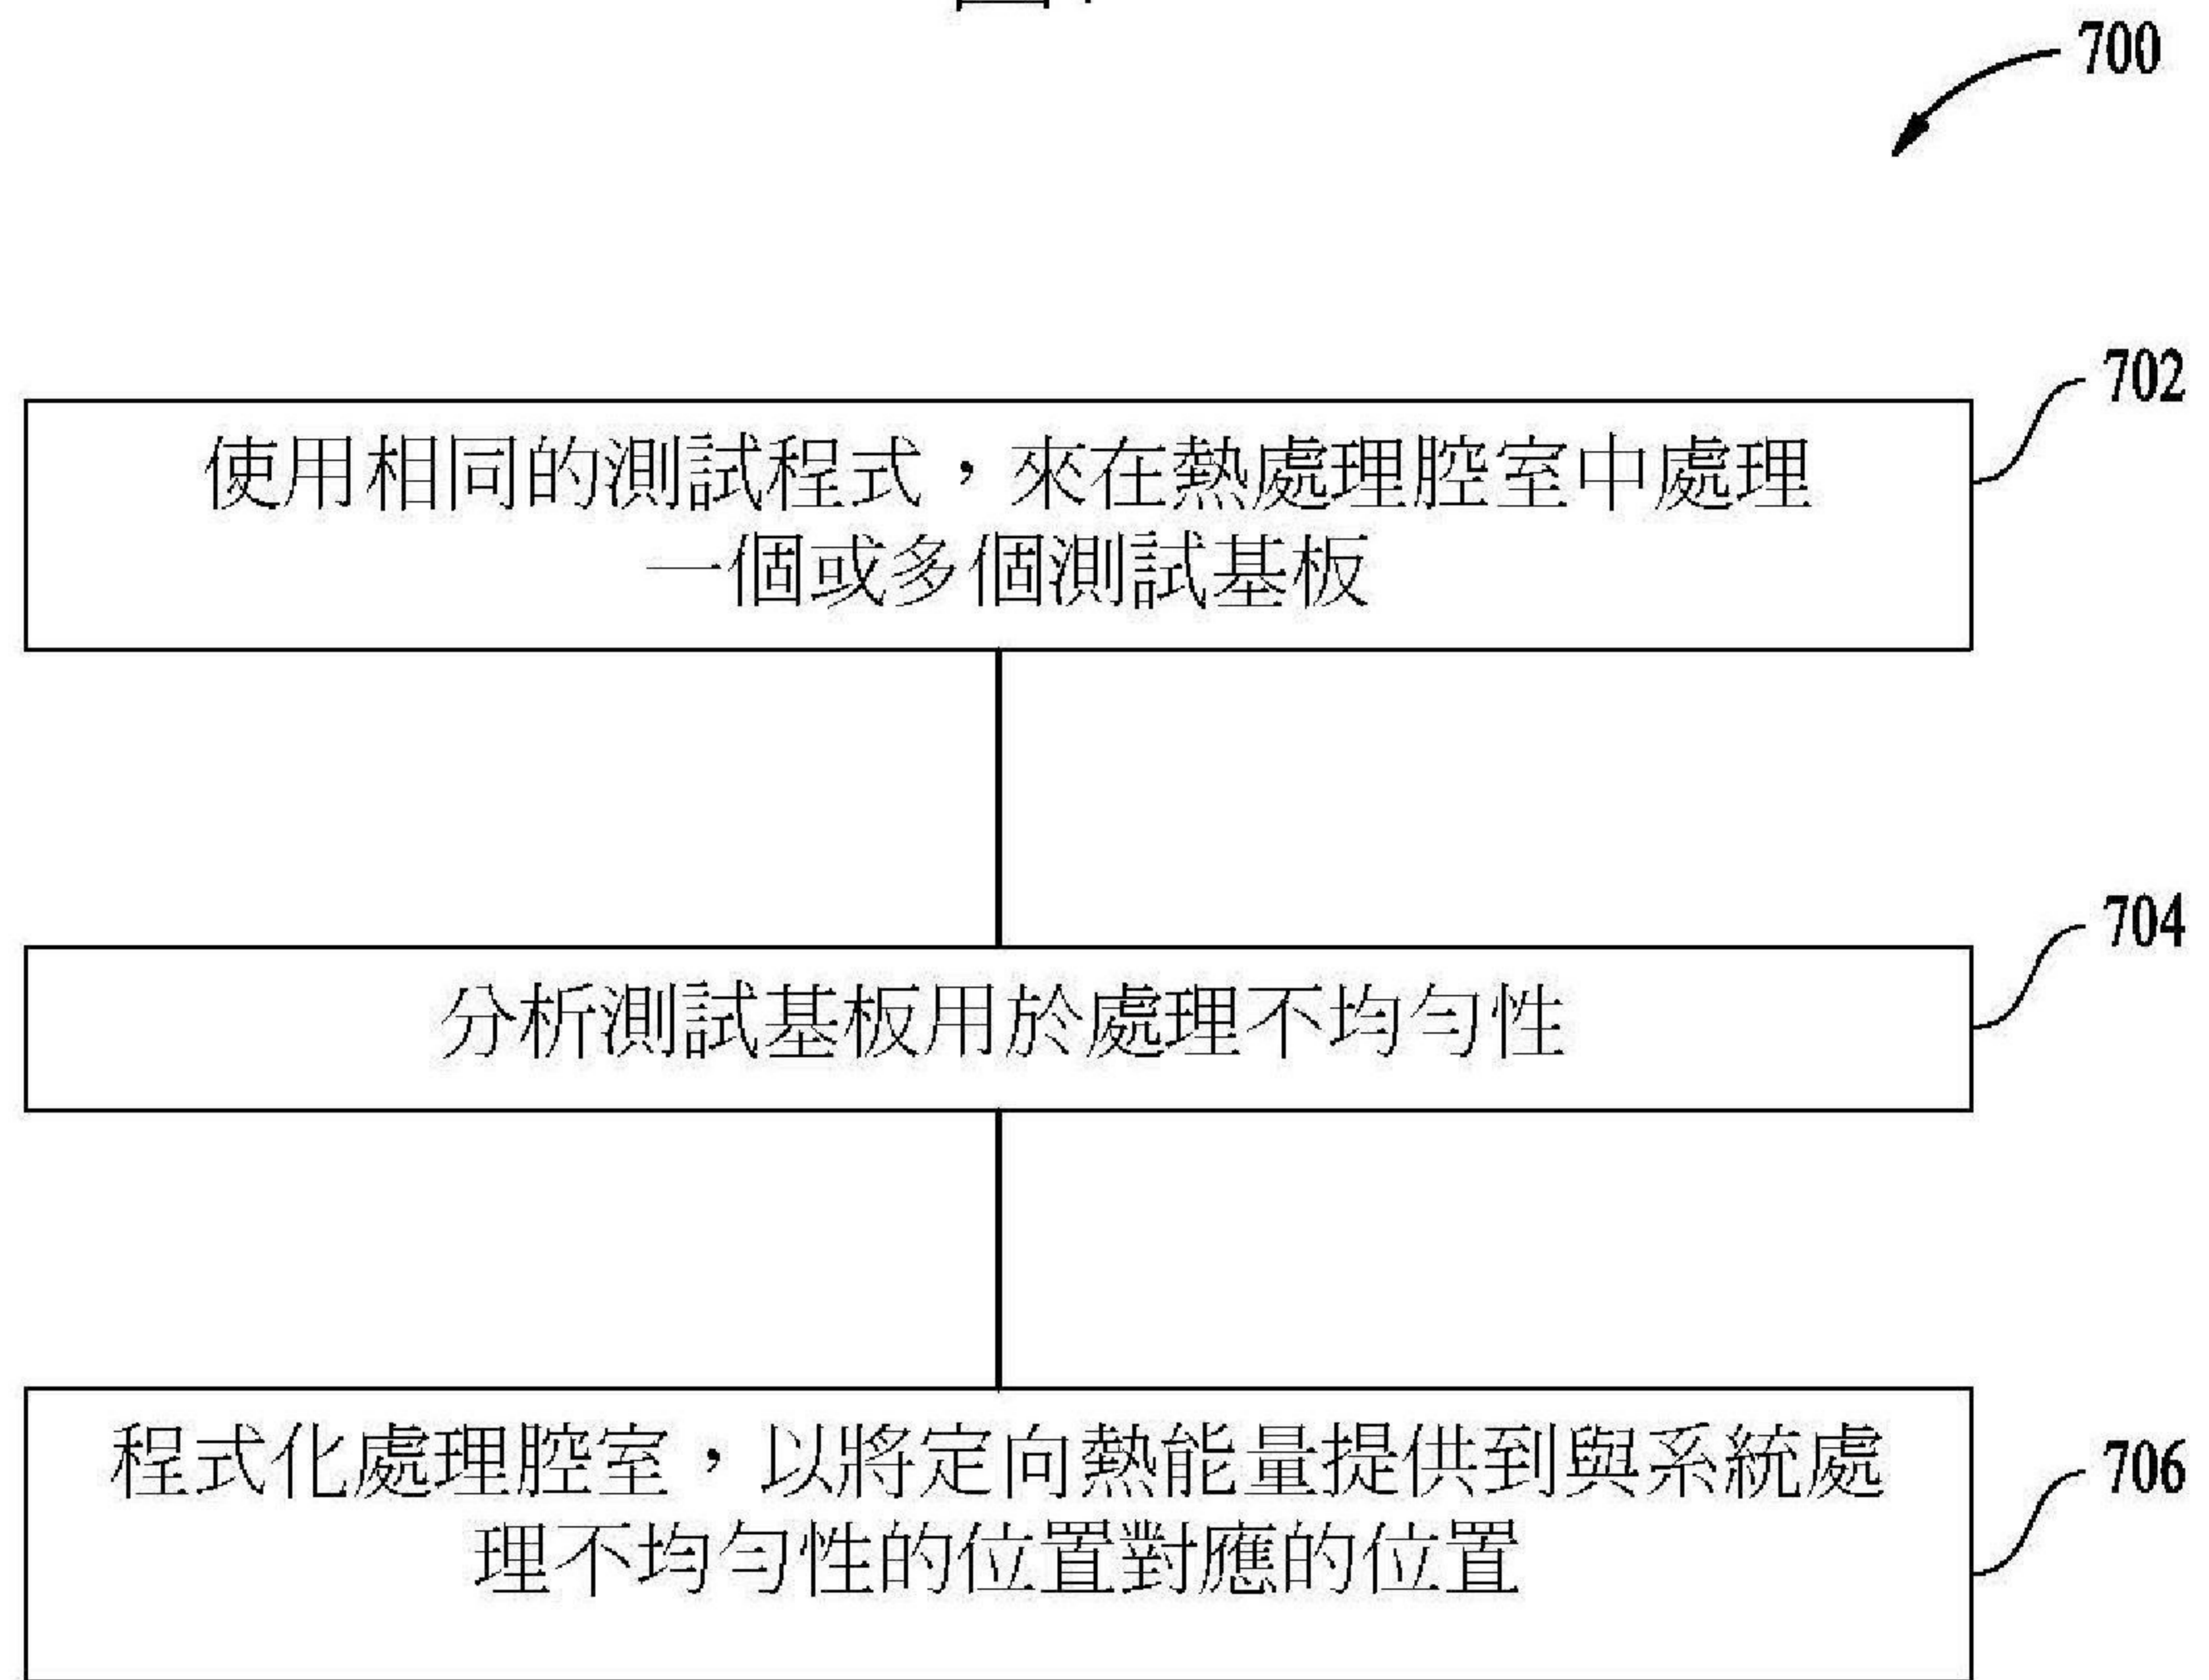 700
702
使用相同的測試程式，來在熱處理腔室中處理
一個或多個測試基板
704
分析測試基板用於處理不均勻性
706
程式化處理腔室，以將定向熱能量提供到與系統處
理不均勻性的位置對應的位置